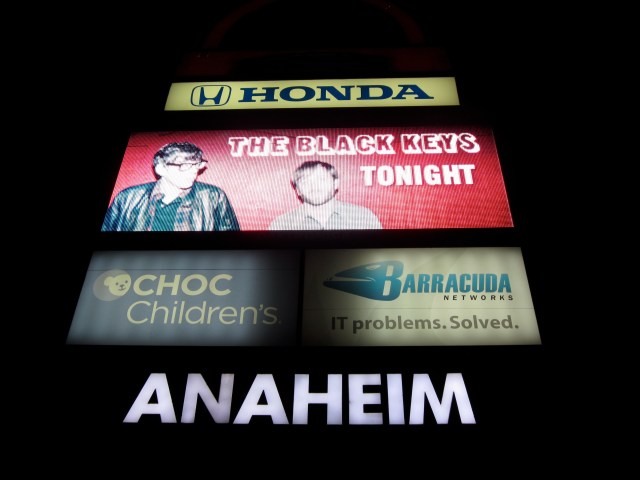 HONDA
THE BLACK KEYS
TONIGHT
CHOC
Children's
BARRACUDA
NETWORKS
IT problems. Solved.
ANAHEIM